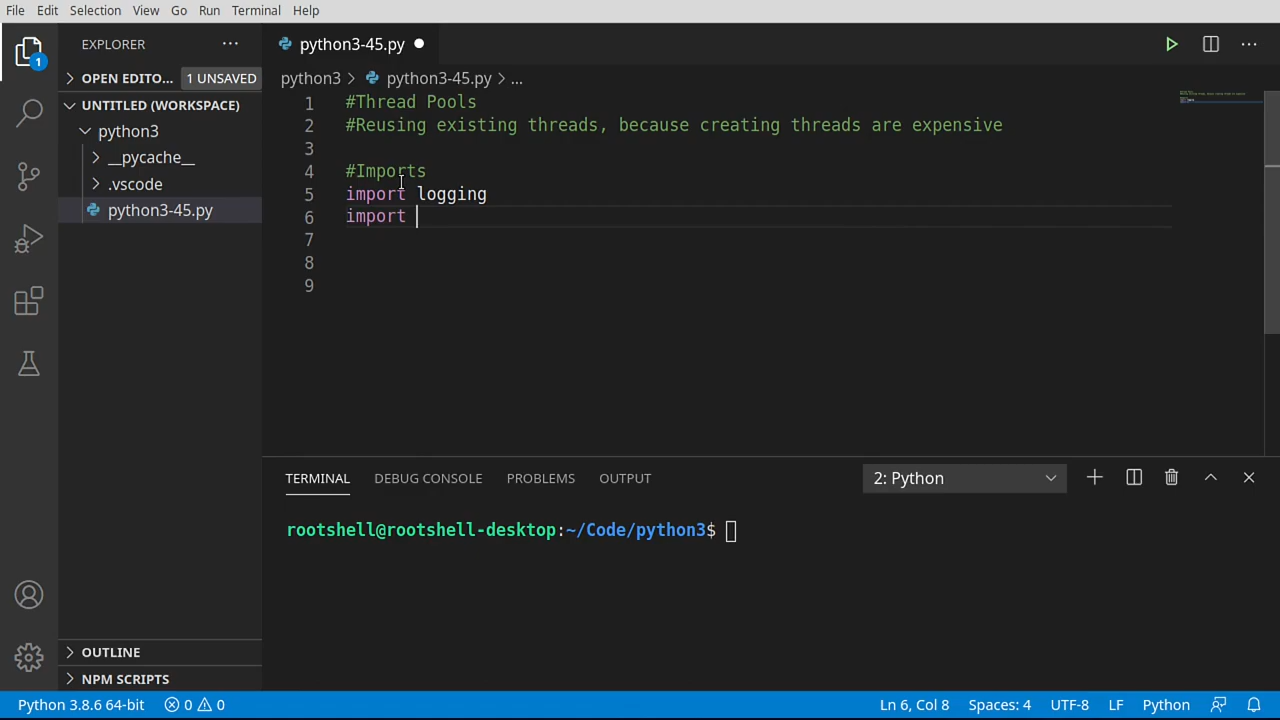 File Edit Selection View Go Run Terminal Help
EXPLORER
OPEN EDITO... 1 UNSAVED
UNTITLED (WORKSPACE)
python3
__pycache__
.vscode
python3-45.py
OUTLINE
NPM SCRIPTS
1
python3-45.py
python3 > python3-45.py > ...
1 #Thread Pools
2 #Reusing existing threads, because creating threads are expensive
3
4 #Imports
5 import logging
6 import
7
8
9
TERMINAL DEBUG CONSOLE PROBLEMS OUTPUT 2: Python
rootshell@rootshell-desktop:~/Code/python3$
Python 3.8.6 64-bit 0 0 Ln 6, Col 8 Spaces: 4 UTF-8 LF Python